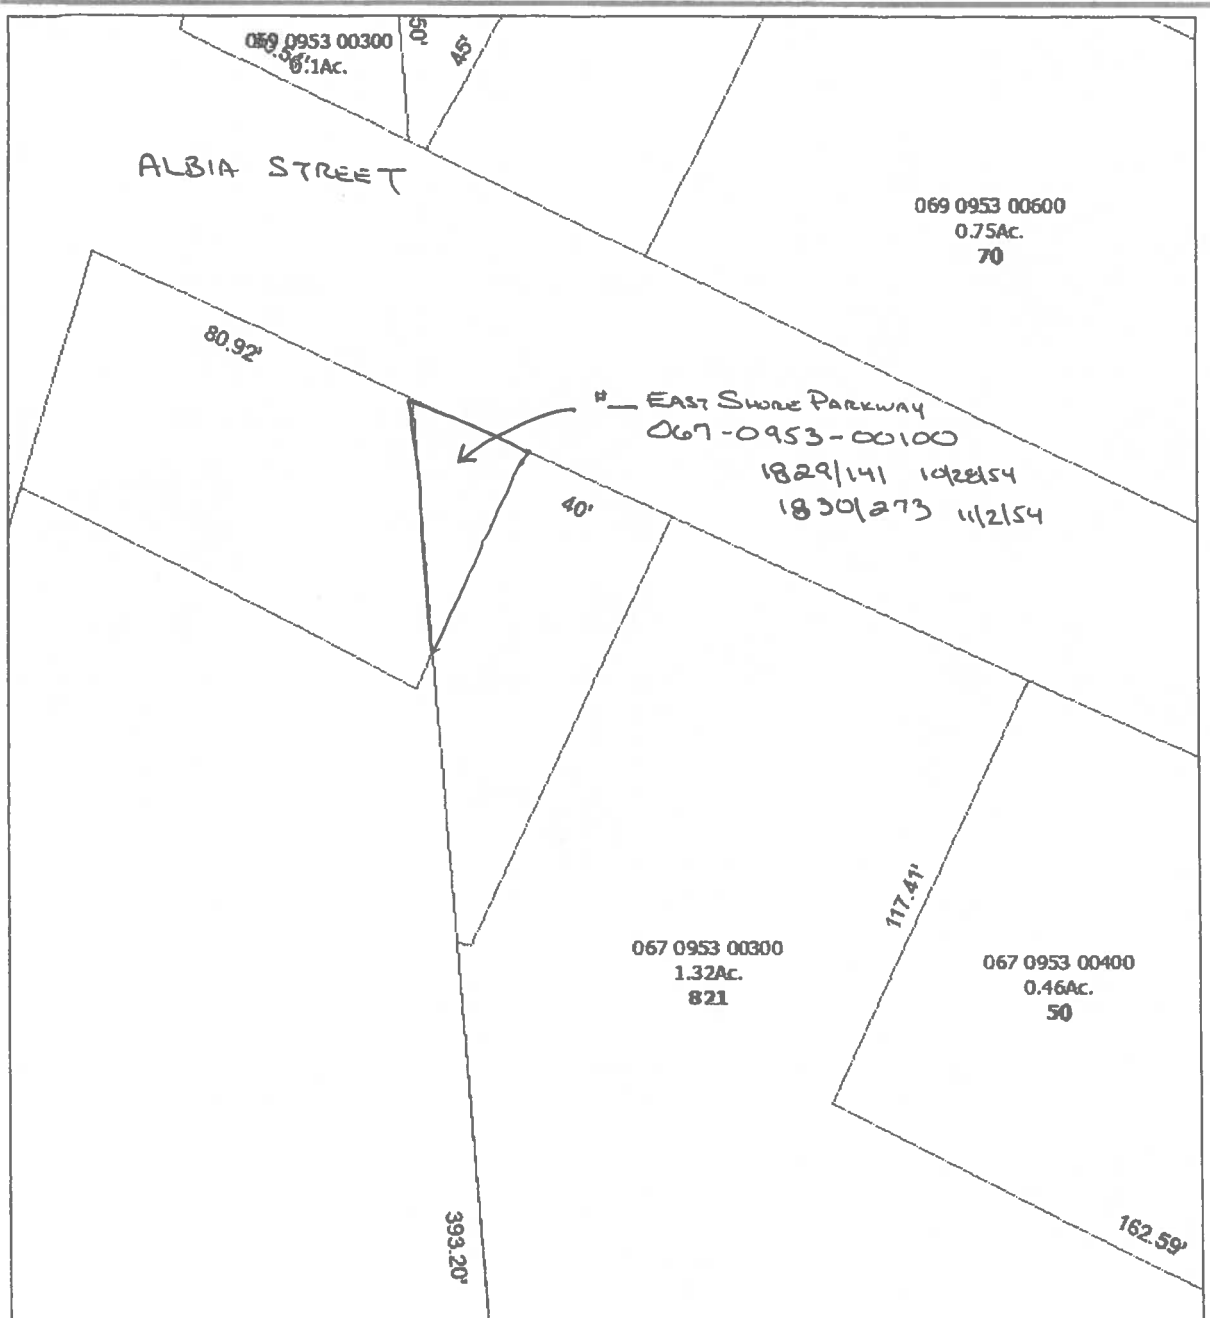 069 0953 00300
0.1Ac.
50'
45'
ALBIA STREET
069 0953 00600
0.75Ac.
70
80.92'
#_ EAST SHORE PARKWAY
067-0953-00100
1829/141 10/28/54
1830/273 11/2/54
40'
117.41'
067 0953 00300
1.32Ac.
821
067 0953 00400
0.46Ac.
50
393.20'
162.59'